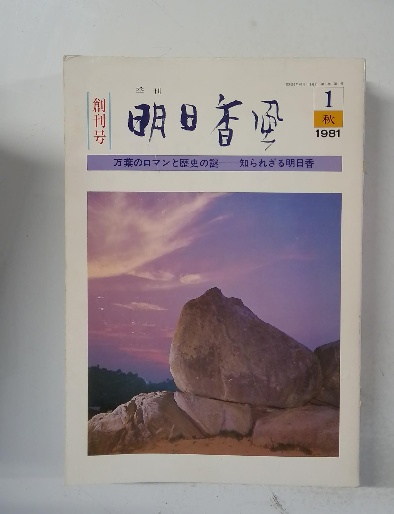 創刊号
季刊
明日香風
1
秋
1981
万葉のロマンと歴史の謎──知られざる明日香